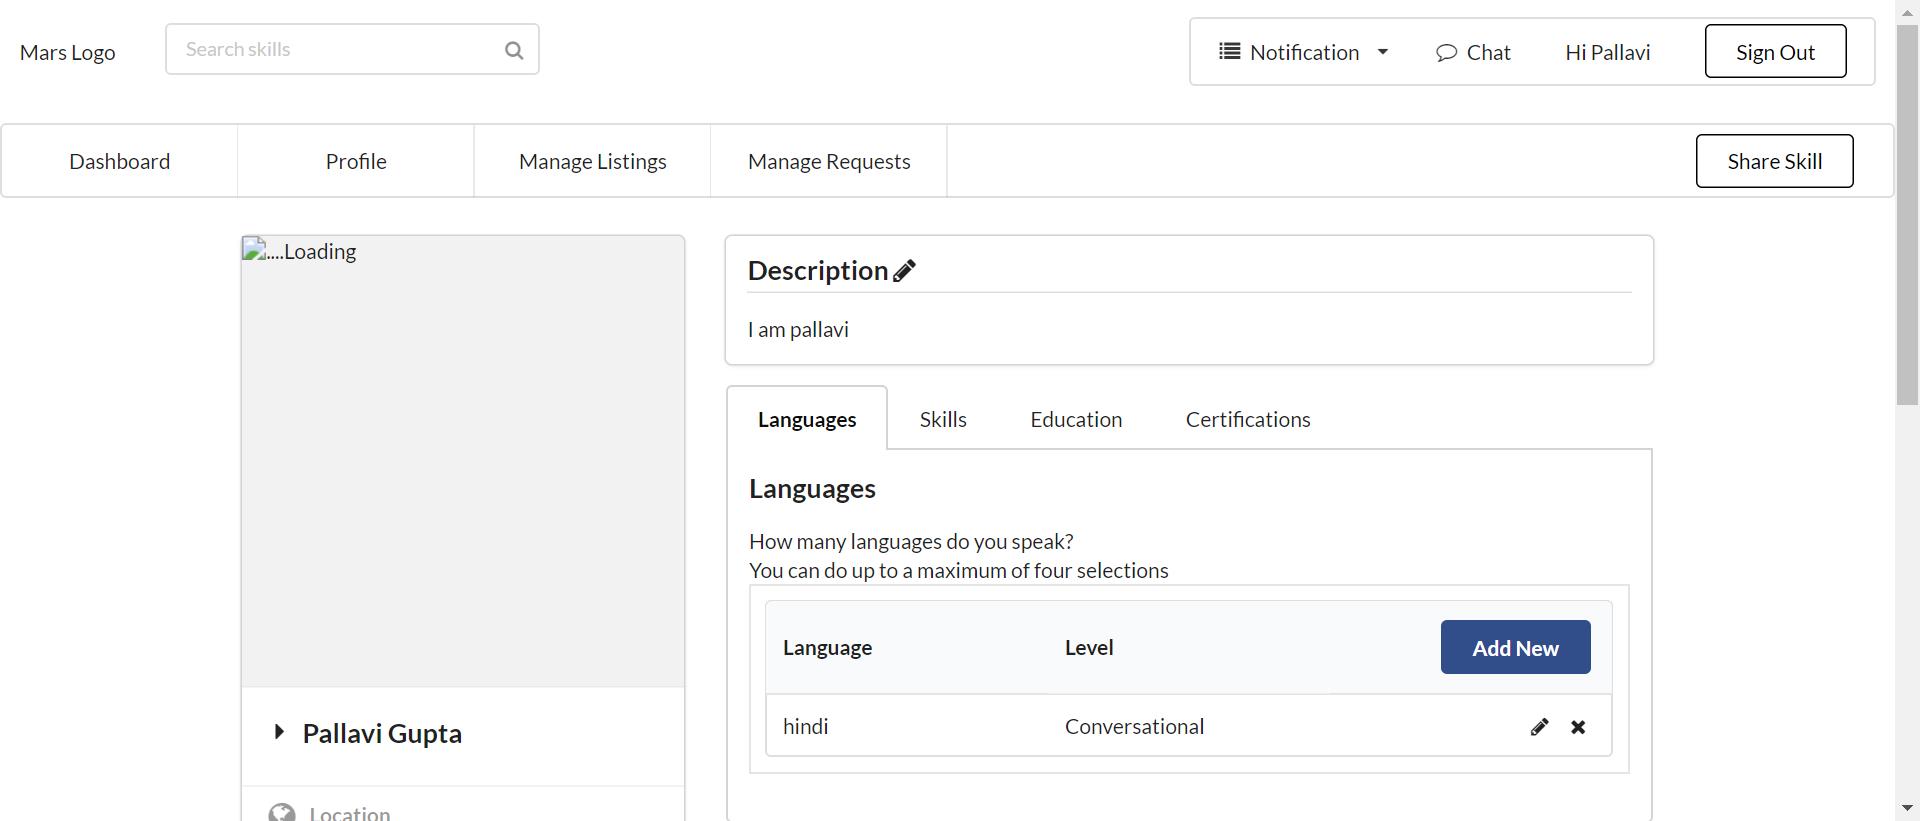 Mars Logo
Search skills
Notification
Chat
Hi Pallavi
Sign Out
Dashboard
Profile
Manage Listings
Manage Requests
Share Skill
....Loading
Pallavi Gupta
Location
Description
I am pallavi
Languages
Skills
Education
Certifications
Languages
How many languages do you speak?
You can do up to a maximum of four selections
Language
Level
Add New
hindi
Conversational